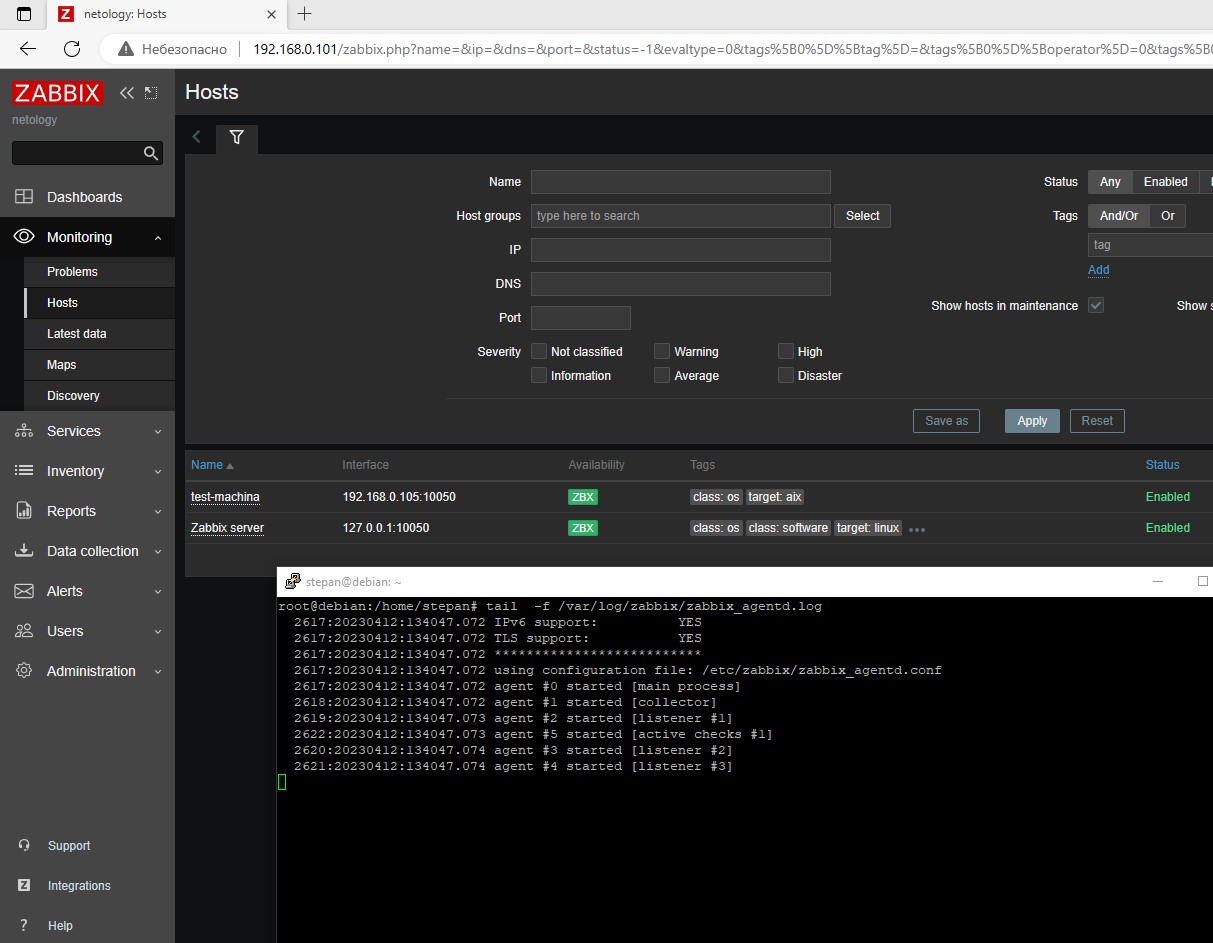 netology: Hosts
Небезопасно 192.168.0.101/zabbix.php?name=&ip=&dns=&port=&status=-1&evaltype=0&tags%5B0%5D%5Btag%5D=&tags%5B0%5D%5Boperator%5D=0&tags%5B0
ZABBIX
netology
Dashboards
Monitoring
Problems
Hosts
Latest data
Maps
Discovery
Services
Inventory
Reports
Data collection
Alerts
Users
Administration
Support
Integrations
Help
Hosts
Name
Host groups type here to search Select
IP
DNS
Port
Severity Not classified Warning High
Information Average Disaster
Status Any Enabled
Tags And/Or Or
tag
Add
Show hosts in maintenance Show
Save as Apply Reset
Name Interface Availability Tags Status
test-machina 192.168.0.105:10050 ZBX class: os target: aix Enabled
Zabbix server 127.0.0.1:10050 ZBX class: os class: software target: linux Enabled
stepan@debian: ~
root@debian:/home/stepan# tail  -f /var/log/zabbix/zabbix_agentd.log
2617:20230412:134047.072 IPv6 support:          YES
2617:20230412:134047.072 TLS support:           YES
2617:20230412:134047.072 **************************
2617:20230412:134047.072 using configuration file: /etc/zabbix/zabbix_agentd.conf
2617:20230412:134047.072 agent #0 started [main process]
2618:20230412:134047.072 agent #1 started [collector]
2619:20230412:134047.073 agent #2 started [listener #1]
2622:20230412:134047.073 agent #5 started [active checks #1]
2620:20230412:134047.074 agent #3 started [listener #2]
2621:20230412:134047.074 agent #4 started [listener #3]